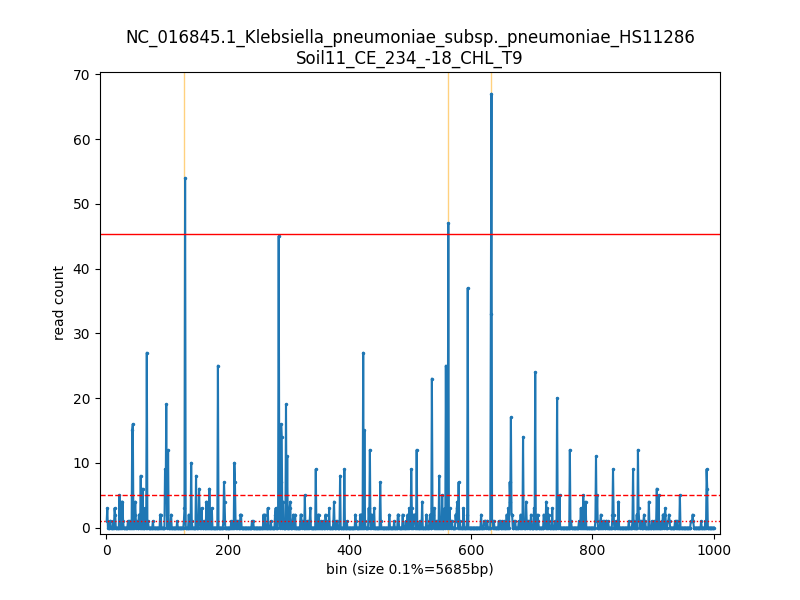 NC_016845.1_Klebsiella_pneumoniae_subsp._pneumoniae_HS11286
Soil11_CE_234_-18_CHL_T9
70
60
50
40
30
20
10
0
read count
0 200 400 600 800 1000
bin (size 0.1%=5685bp)